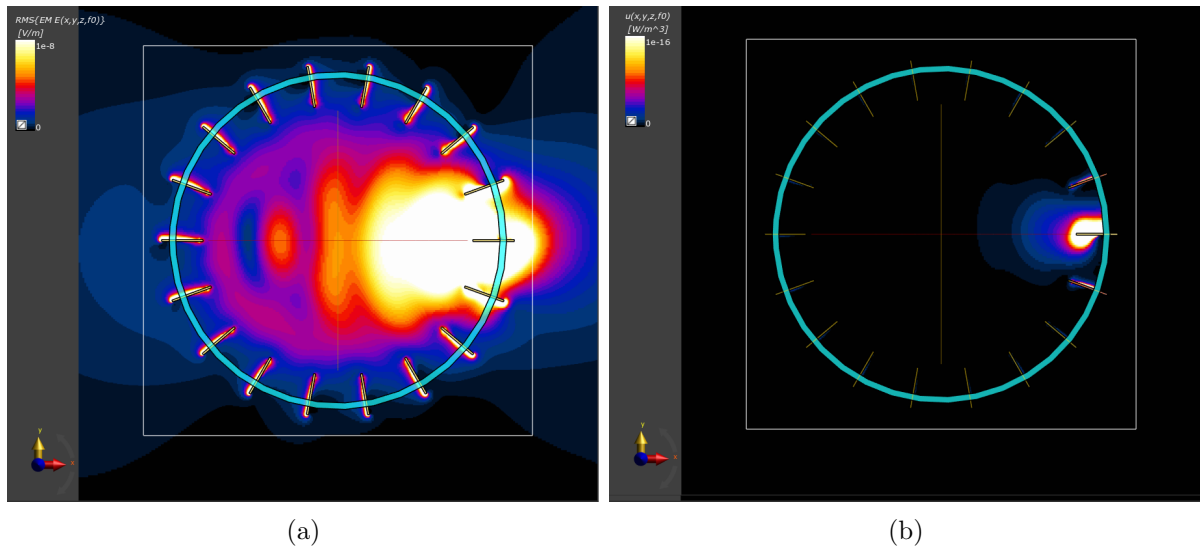 RMS{EM E(x,y,z,f0)}
[V/m]
1e-8
0
y
x
(a)
u(x,y,z,f0)
[W/m^3]
1e-16
0
y
x
(b)